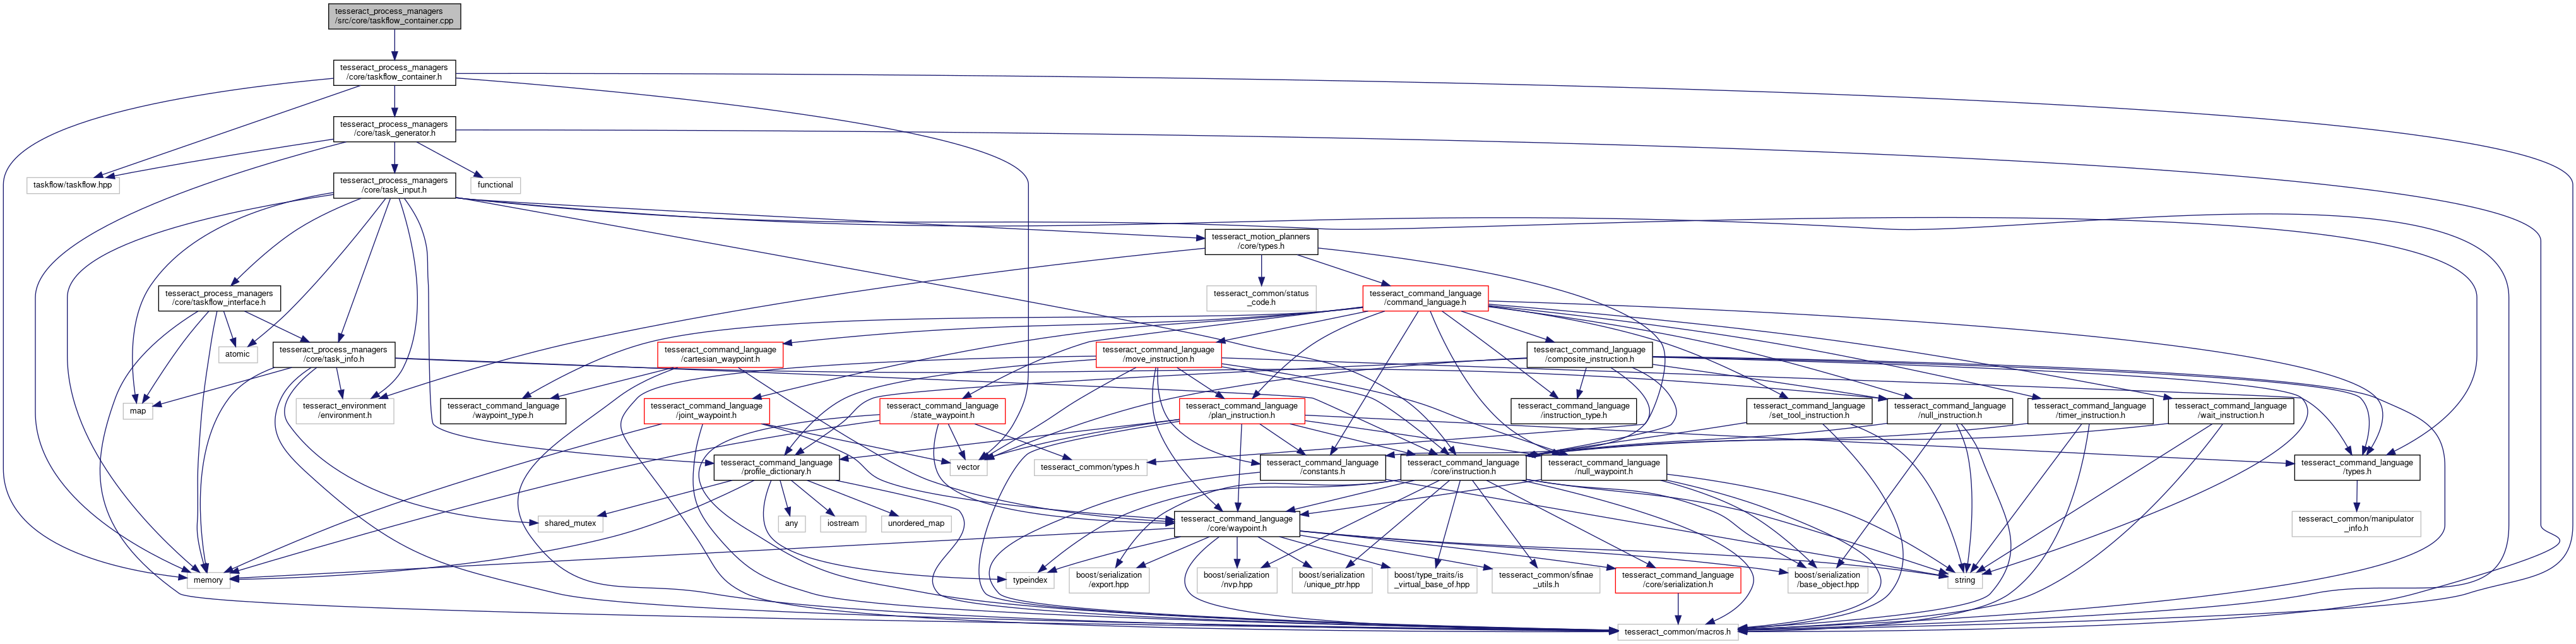 tesseract_process_managers
/src/core/taskflow_container.cpp
tesseract_process_managers
/core/taskflow_container.h
tesseract_process_managers
/core/task_generator.h
taskflow/taskflow.hpp
tesseract_process_managers
/core/task_input.h
functional
tesseract_motion_planners
/core/types.h
tesseract_process_managers
/core/taskflow_interface.h
tesseract_common/status
_code.h
tesseract_command_language
/command_language.h
atomic
tesseract_process_managers
/core/task_info.h
tesseract_command_language
/cartesian_waypoint.h
tesseract_command_language
/move_instruction.h
tesseract_command_language
/composite_instruction.h
map
tesseract_environment
/environment.h
tesseract_command_language
/waypoint_type.h
tesseract_command_language
/joint_waypoint.h
tesseract_command_language
/state_waypoint.h
tesseract_command_language
/plan_instruction.h
tesseract_command_language
/instruction_type.h
tesseract_command_language
/set_tool_instruction.h
tesseract_command_language
/null_instruction.h
tesseract_command_language
/timer_instruction.h
tesseract_command_language
/wait_instruction.h
tesseract_command_language
/profile_dictionary.h
vector
tesseract_common/types.h
tesseract_command_language
/constants.h
tesseract_command_language
/core/instruction.h
tesseract_command_language
/null_waypoint.h
tesseract_command_language
/types.h
shared_mutex
any
iostream
unordered_map
tesseract_command_language
/core/waypoint.h
tesseract_common/manipulator
_info.h
memory
typeindex
boost/serialization
/export.hpp
boost/serialization
/nvp.hpp
boost/serialization
/unique_ptr.hpp
boost/type_traits/is
_virtual_base_of.hpp
tesseract_common/sfinae
_utils.h
tesseract_command_language
/core/serialization.h
boost/serialization
/base_object.hpp
string
tesseract_common/macros.h